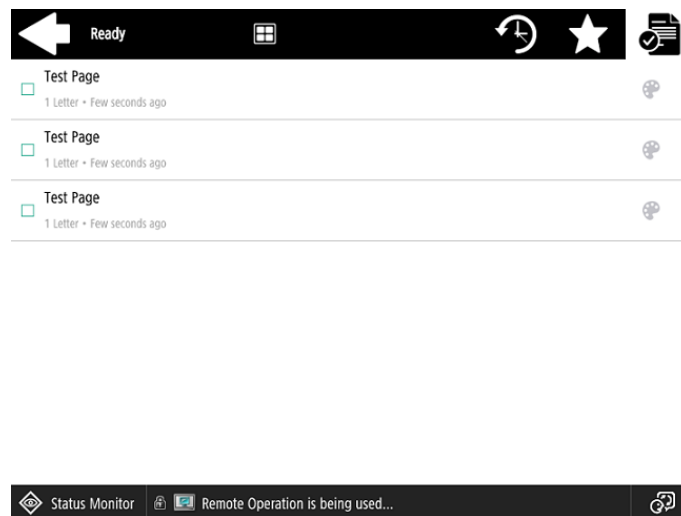 Ready
Test Page
1 Letter • Few seconds ago
Test Page
1 Letter • Few seconds ago
Test Page
1 Letter • Few seconds ago
Status Monitor
Remote Operation is being used...